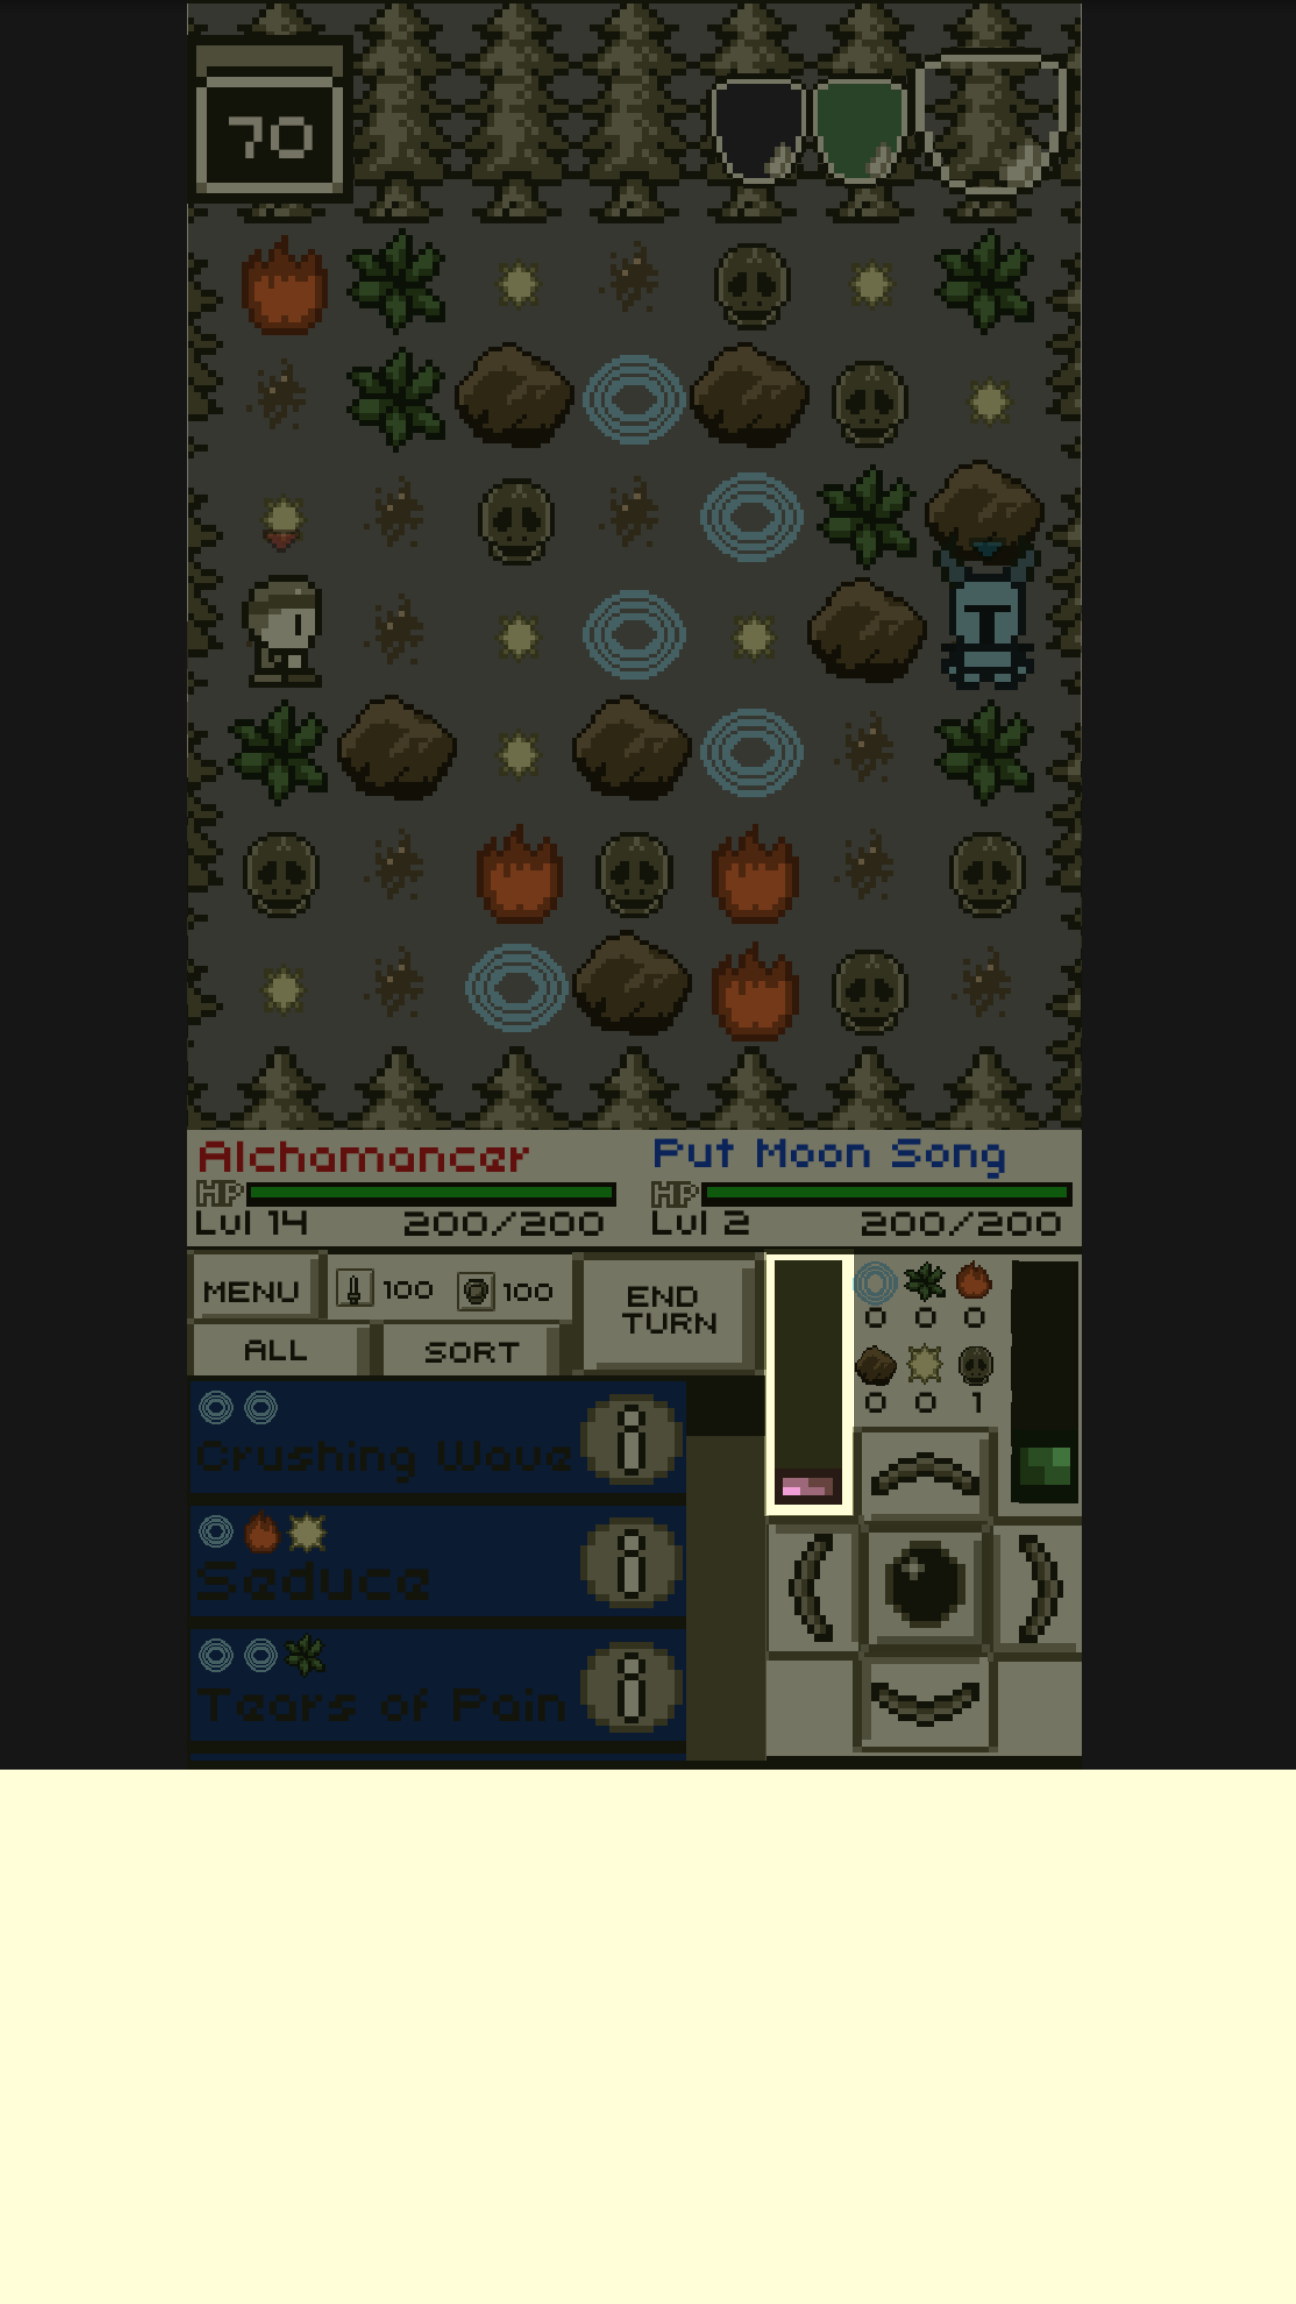 70
Alchamancer
Put Moon Song
HP
HP
Lvl 14 200/200
Lvl 2 200/200
MENU
100
100
END
TURN
ALL
SORT
0 0 0
0 0 1
Crushing Wave
i
Seduce
i
Tears of Pain
i